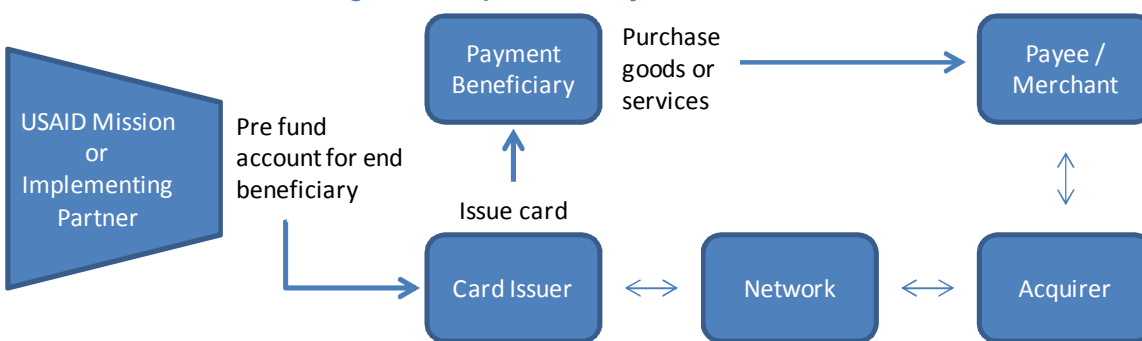 Payment
Beneficiary
Purchase
goods or
services
Payee /
Merchant
USAID Mission
or
Implementing
Partner
Pre fund
account for end
beneficiary
Issue card
Card Issuer
Network
Acquirer